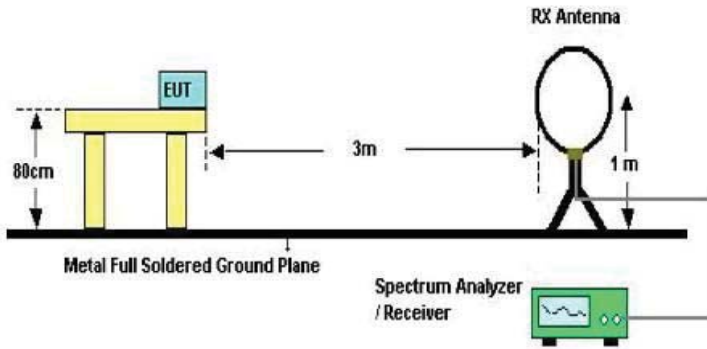 RX Antenna
EUT
3m
80cm
1 m
Metal Full Soldered Ground Plane
Spectrum Analyzer
/ Receiver